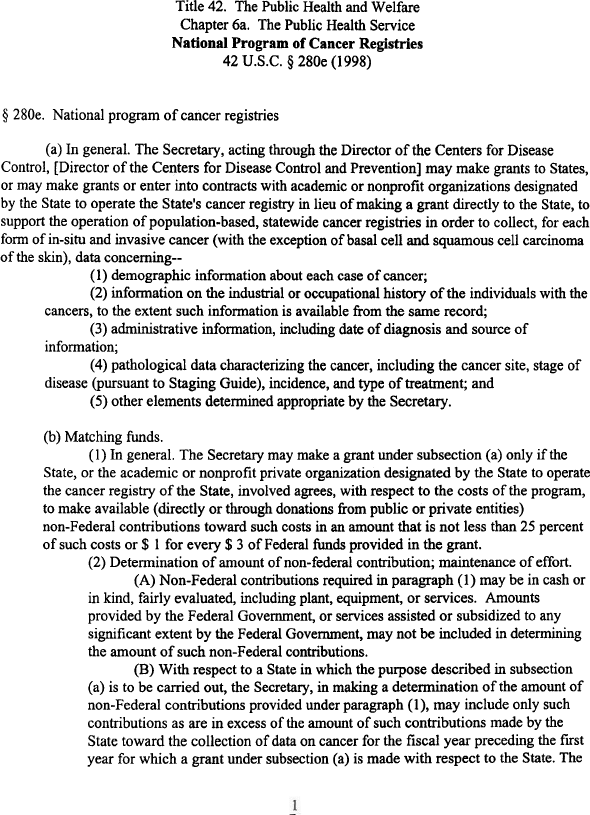 Title 42. The Public Health and Welfare
Chapter 6a. The Public Health Service
National Program of Cancer Registries
42 U.S.C. § 280e (1998)
§ 280e. National program of cancer registries
(a) In general. The Secretary, acting through the Director of the Centers for Disease
Control, [Director of the Centers for Disease Control and Prevention] may make grants to States,
or may make grants or enter into contracts with academic or nonprofit organizations designated
by the State to operate the State's cancer registry in lieu of making a grant directly to the State, to
support the operation of population-based, statewide cancer registries in order to collect, for each
form of in-situ and invasive cancer (with the exception of basal cell and squamous cell carcinoma
of the skin), data concerning--
(1) demographic information about each case of cancer;
(2) information on the industrial or occupational history of the individuals with the
cancers, to the extent such information is available from the same record;
(3) administrative information, including date of diagnosis and source of
information;
(4) pathological data characterizing the cancer, including the cancer site, stage of
disease (pursuant to Staging Guide), incidence, and type of treatment; and
(5) other elements determined appropriate by the Secretary.
(b) Matching funds.
(1) In general. The Secretary may make a grant under subsection (a) only if the
State, or the academic or nonprofit private organization designated by the State to operate
the cancer registry of the State, involved agrees, with respect to the costs of the program,
to make available (directly or through donations from public or private entities)
non-Federal contributions toward such costs in an amount that is not less than 25 percent
of such costs or $ 1 for every $ 3 of Federal funds provided in the grant.
(2) Determination of amount of non-federal contribution; maintenance of effort.
(A) Non-Federal contributions required in paragraph (1) may be in cash or
in kind, fairly evaluated, including plant, equipment, or services. Amounts
provided by the Federal Government, or services assisted or subsidized to any
significant extent by the Federal Government, may not be included in determining
the amount of such non-Federal contributions.
(B) With respect to a State in which the purpose described in subsection
(a) is to be carried out, the Secretary, in making a determination of the amount of
non-Federal contributions provided under paragraph (1), may include only such
contributions as are in excess of the amount of such contributions made by the
State toward the collection of data on cancer for the fiscal year preceding the first
year for which a grant under subsection (a) is made with respect to the State. The
1